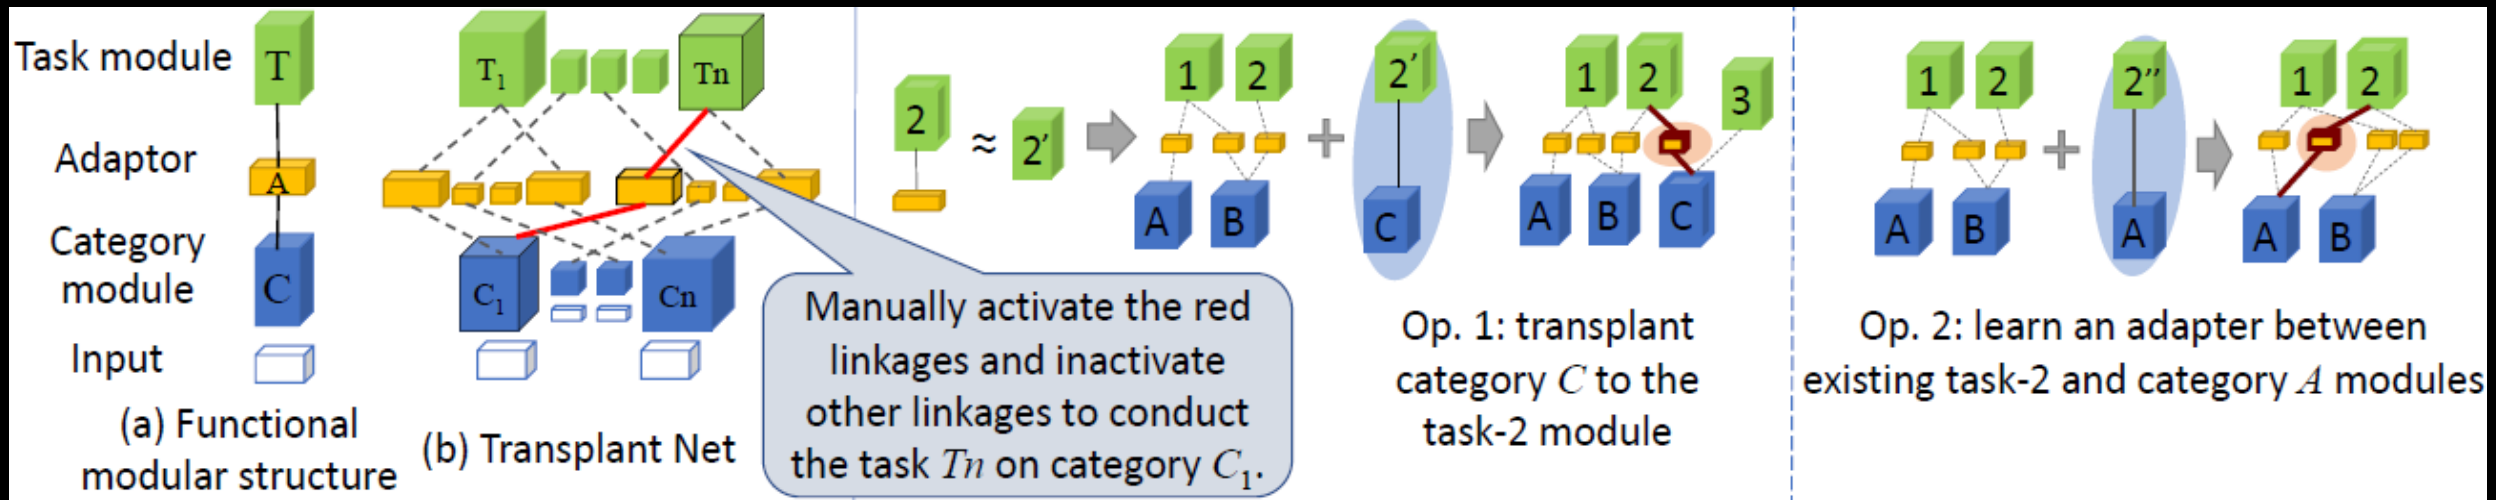 Task module
T
Adaptor
A
Category
module
C
Input
(a) Functional
modular structure
T1
Tn
C1
Cn
(b) Transplant Net
Manually activate the red
linkages and inactivate
other linkages to conduct
the task Tn on category C1.
2
≈
2'
1
2
A
B
+
2'
C
1
2
3
A
B
C
Op. 1: transplant
category C to the
task-2 module
1
2
A
B
+
2''
A
1
2
A
B
Op. 2: learn an adapter between
existing task-2 and category A modules